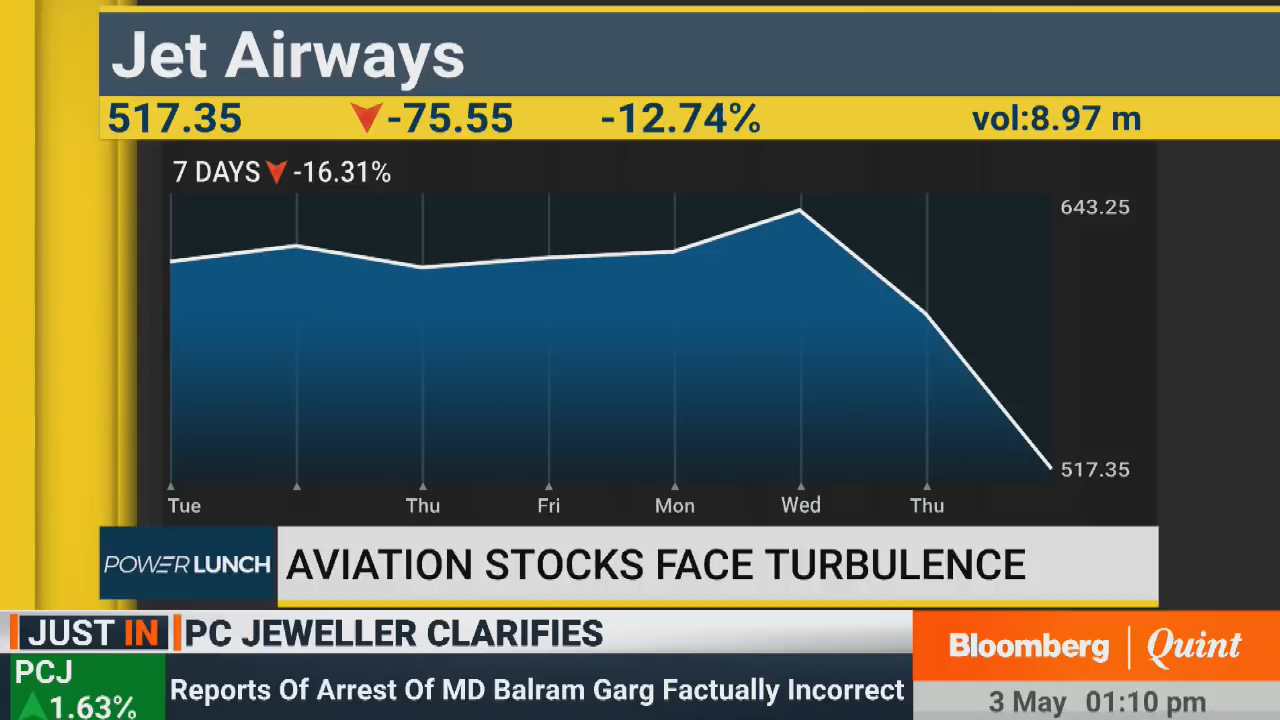 Jet Airways
517.35 -75.55 -12.74% vol:8.97 m
7 DAYS -16.31%
643.25
517.35
Tue Thu Fri Mon Wed Thu
POWER LUNCH AVIATION STOCKS FACE TURBULENCE
JUST IN PC JEWELLER CLARIFIES
PCJ
1.63%
Reports Of Arrest Of MD Balram Garg Factually Incorrect
Bloomberg | Quint
3 May 01:10 pm